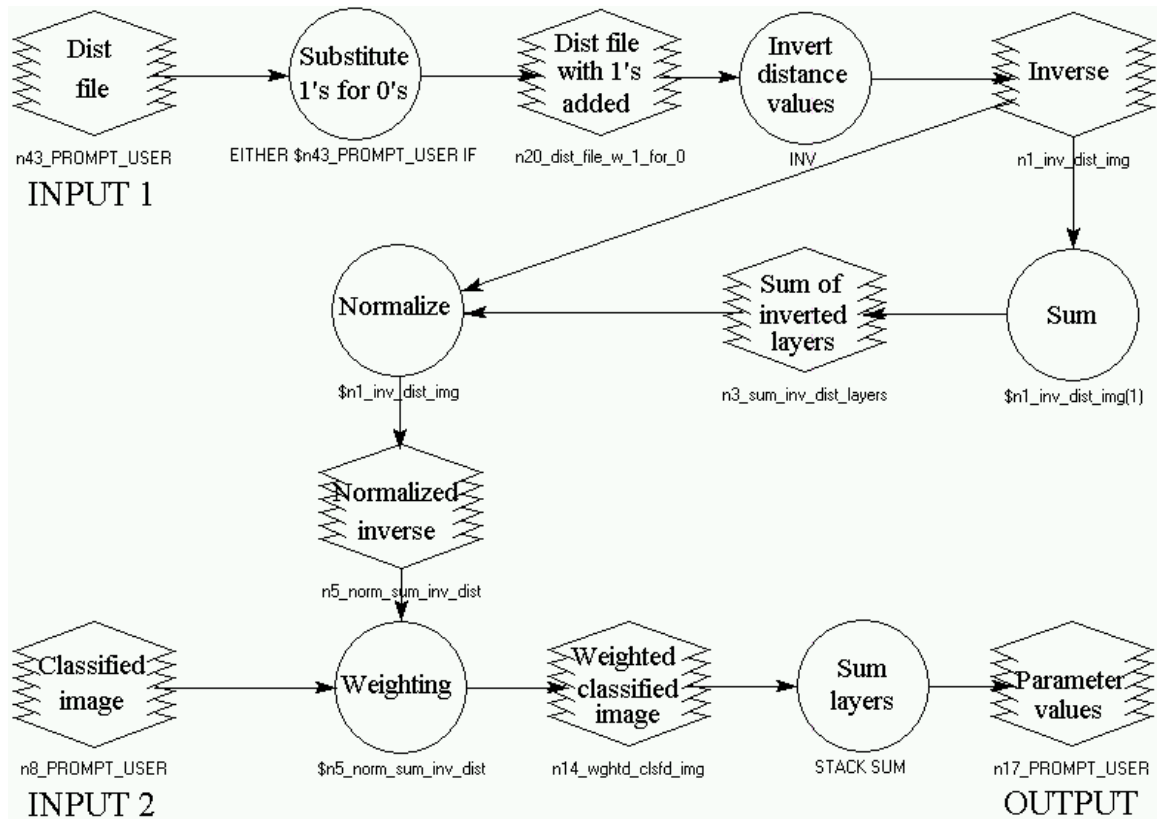 Dist
file
n43_PROMPT_USER
INPUT 1
Substitute
1's for 0's
EITHER $n43_PROMPT_USER IF
Dist file
with 1's
added
n20_dist_file_w_1_for_0
Invert
distance
values
INV
Inverse
n1_inv_dist_img
Normalize
$n1_inv_dist_img
Sum of
inverted
layers
n3_sum_inv_dist_layers
Sum
$n1_inv_dist_img(1)
Normalized
inverse
n5_norm_sum_inv_dist
Classified
image
n8_PROMPT_USER
INPUT 2
Weighting
$n5_norm_sum_inv_dist
Weighted
classified
image
n14_wghtd_clsfd_img
Sum
layers
STACK SUM
Parameter
values
n17_PROMPT_USER
OUTPUT